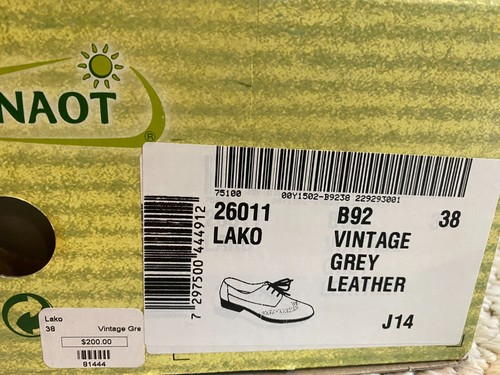 NAOT
®
75100 00Y1502-B9238 229293001
26011 B92 38
LAKO VINTAGE
GREY
LEATHER
J14
7 297500 444912
Lako
38 Vintage Gre
$200.00
81444